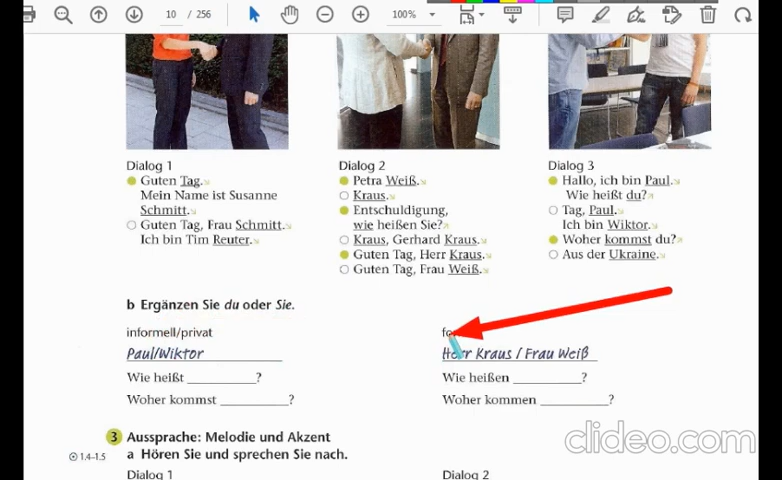 10 / 256
100%
Dialog 1
Guten Tag.
Mein Name ist Susanne
Schmitt.
Guten Tag, Frau Schmitt.
Ich bin Tim Reuter.
Dialog 2
Petra Weiß.
Kraus.
Entschuldigung,
wie heißen Sie?
Kraus, Gerhard Kraus.
Guten Tag, Herr Kraus.
Guten Tag, Frau Weiß.
Dialog 3
Hallo, ich bin Paul.
Wie heißt du?
Tag, Paul.
Ich bin Wiktor.
Woher kommst du?
Aus der Ukraine.
b Ergänzen Sie du oder Sie.
informell/privat
Paul/Wiktor
Wie heißt ?
Woher kommst ?
Herr Kraus / Frau Weiß
Wie heißen ?
Woher kommen ?
3 Aussprache: Melodie und Akzent
1.4–1.5 a Hören Sie und sprechen Sie nach.
Dialog 1
Dialog 2
clideo.com